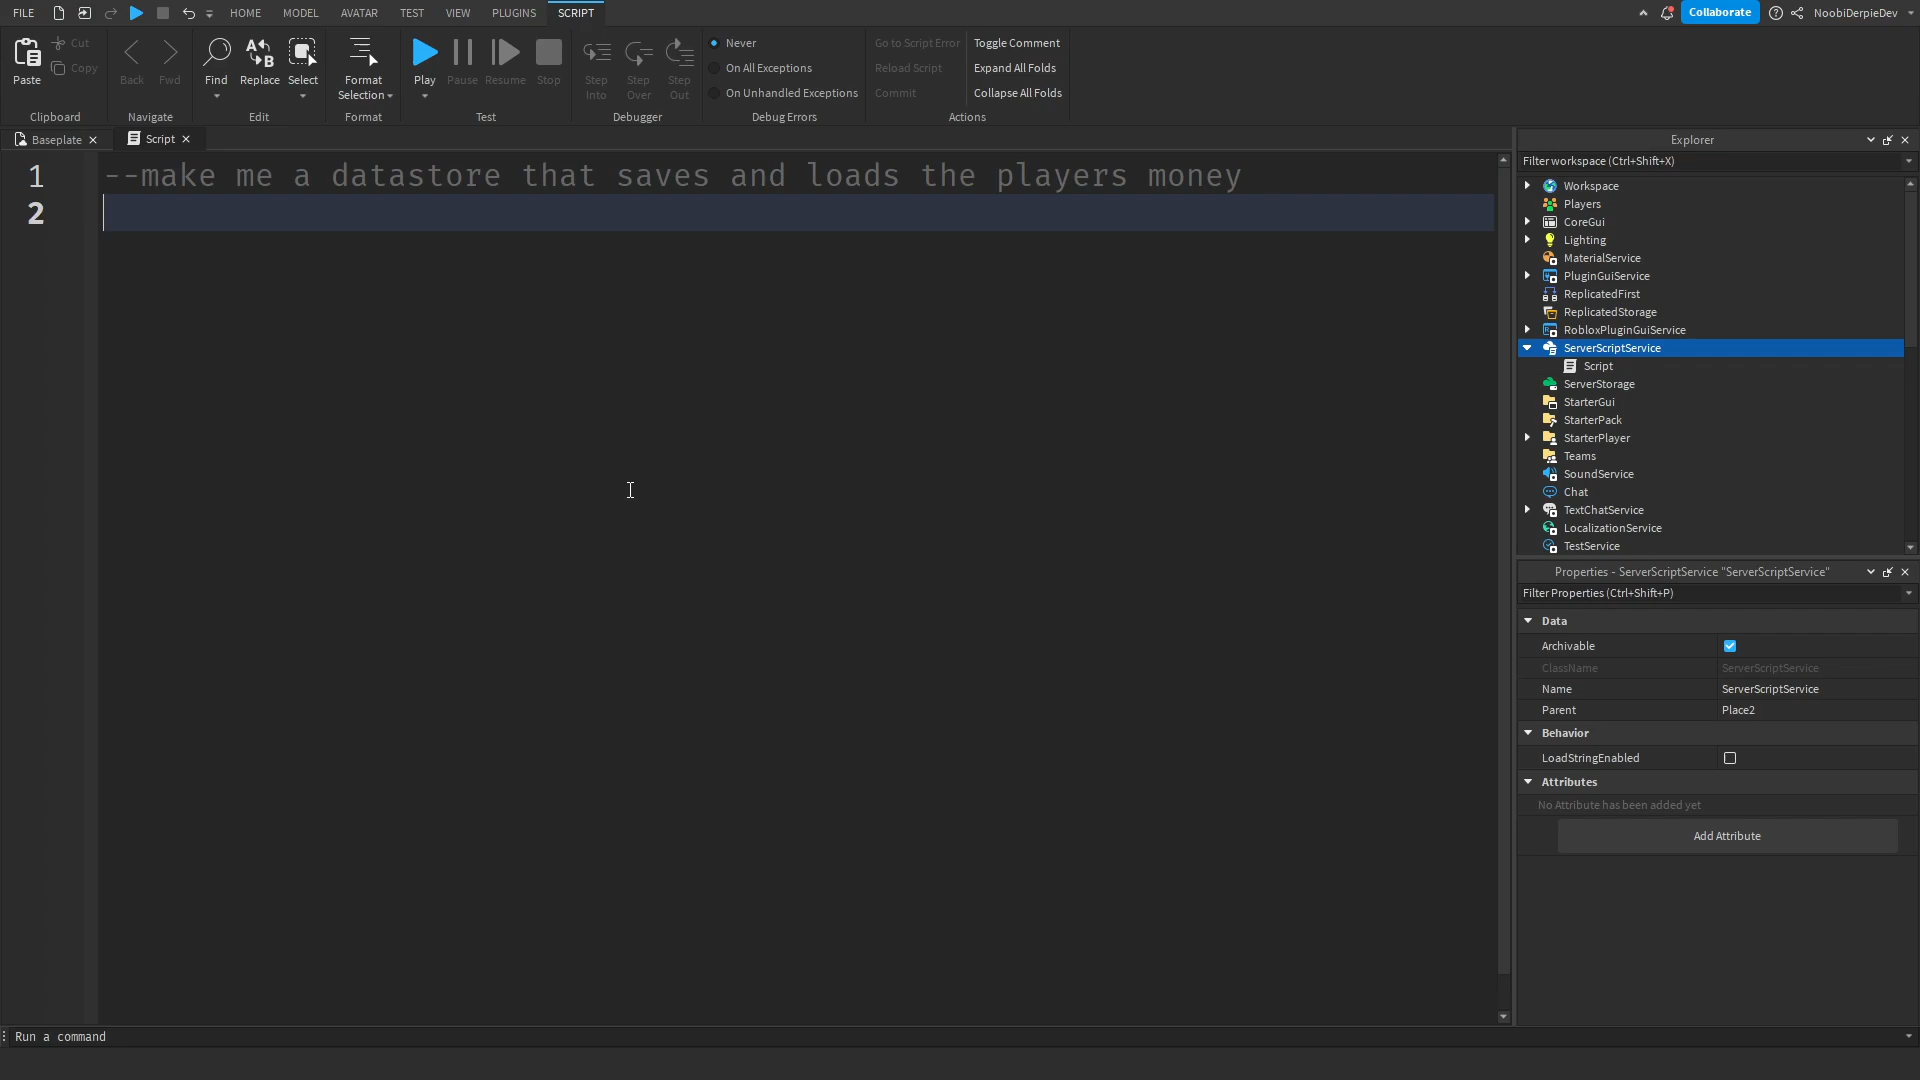 FILE HOME MODEL AVATAR TEST VIEW PLUGINS SCRIPT Collaborate NoobiDerpieDev
Paste Cut Copy
Back Fwd
Find Replace Select
Format Selection
Play Pause Resume Stop
Step Into Step Over Step Out
Never
On All Exceptions
On Unhandled Exceptions
Go to Script Error
Reload Script
Commit
Toggle Comment
Expand All Folds
Collapse All Folds
Clipboard Navigate Edit Format Test Debugger Debug Errors Actions
Baseplate Script
1 --make me a datastore that saves and loads the players money
2
Explorer
Filter workspace (Ctrl+Shift+X)
Workspace
Players
CoreGui
Lighting
MaterialService
PluginGuiService
ReplicatedFirst
ReplicatedStorage
RobloxPluginGuiService
ServerScriptService
Script
ServerStorage
StarterGui
StarterPack
StarterPlayer
Teams
SoundService
Chat
TextChatService
LocalizationService
TestService
Properties - ServerScriptService "ServerScriptService"
Filter Properties (Ctrl+Shift+P)
Data
Archivable
ClassName ServerScriptService
Name ServerScriptService
Parent Place2
Behavior
LoadStringEnabled
Attributes
No Attribute has been added yet
Add Attribute
Run a command